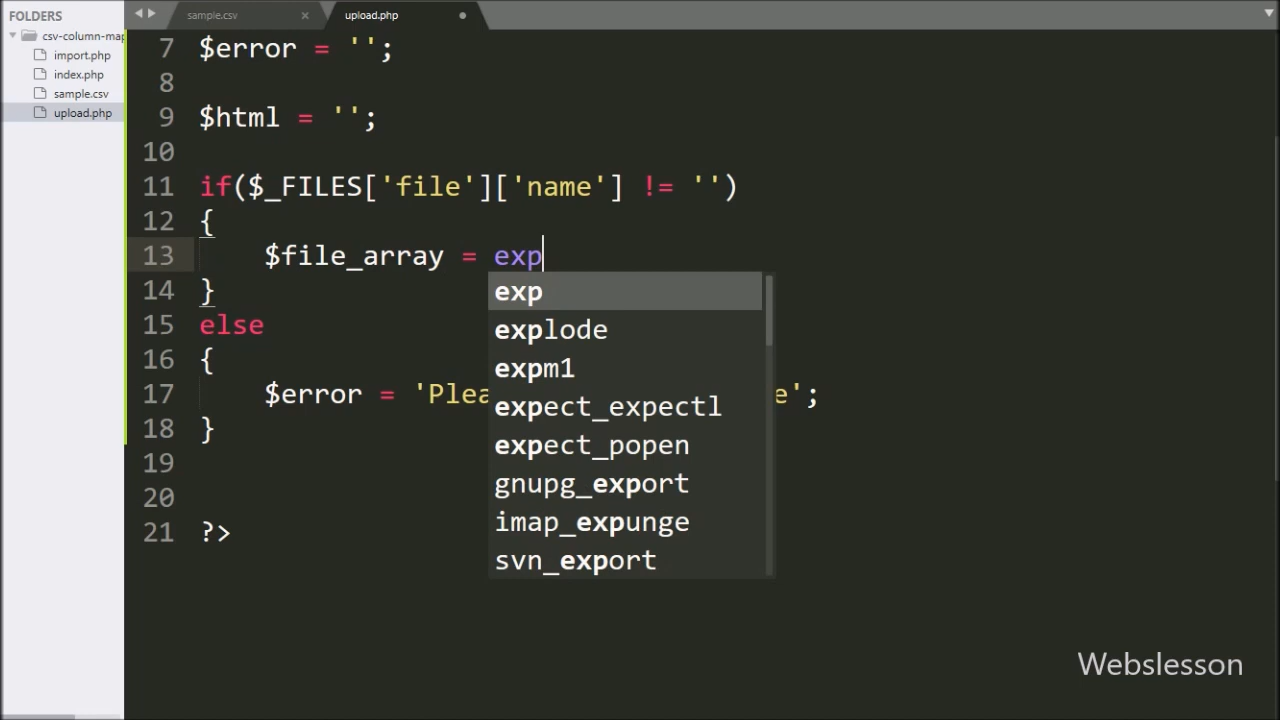 FOLDERS
csv-column-map
import.php
index.php
sample.csv
upload.php
sample.csv ×
upload.php
7 $error = '';
8
9 $html = '';
10
11 if($_FILES['file']['name'] != '')
12 {
13 $file_array = exp
14 }
15 else
16 {
17 $error = 'Plea e';
18 }
19
20
21 ?>
exp
explode
expm1
expect_expectl
expect_popen
gnupg_export
imap_expunge
svn_export
Webslesson